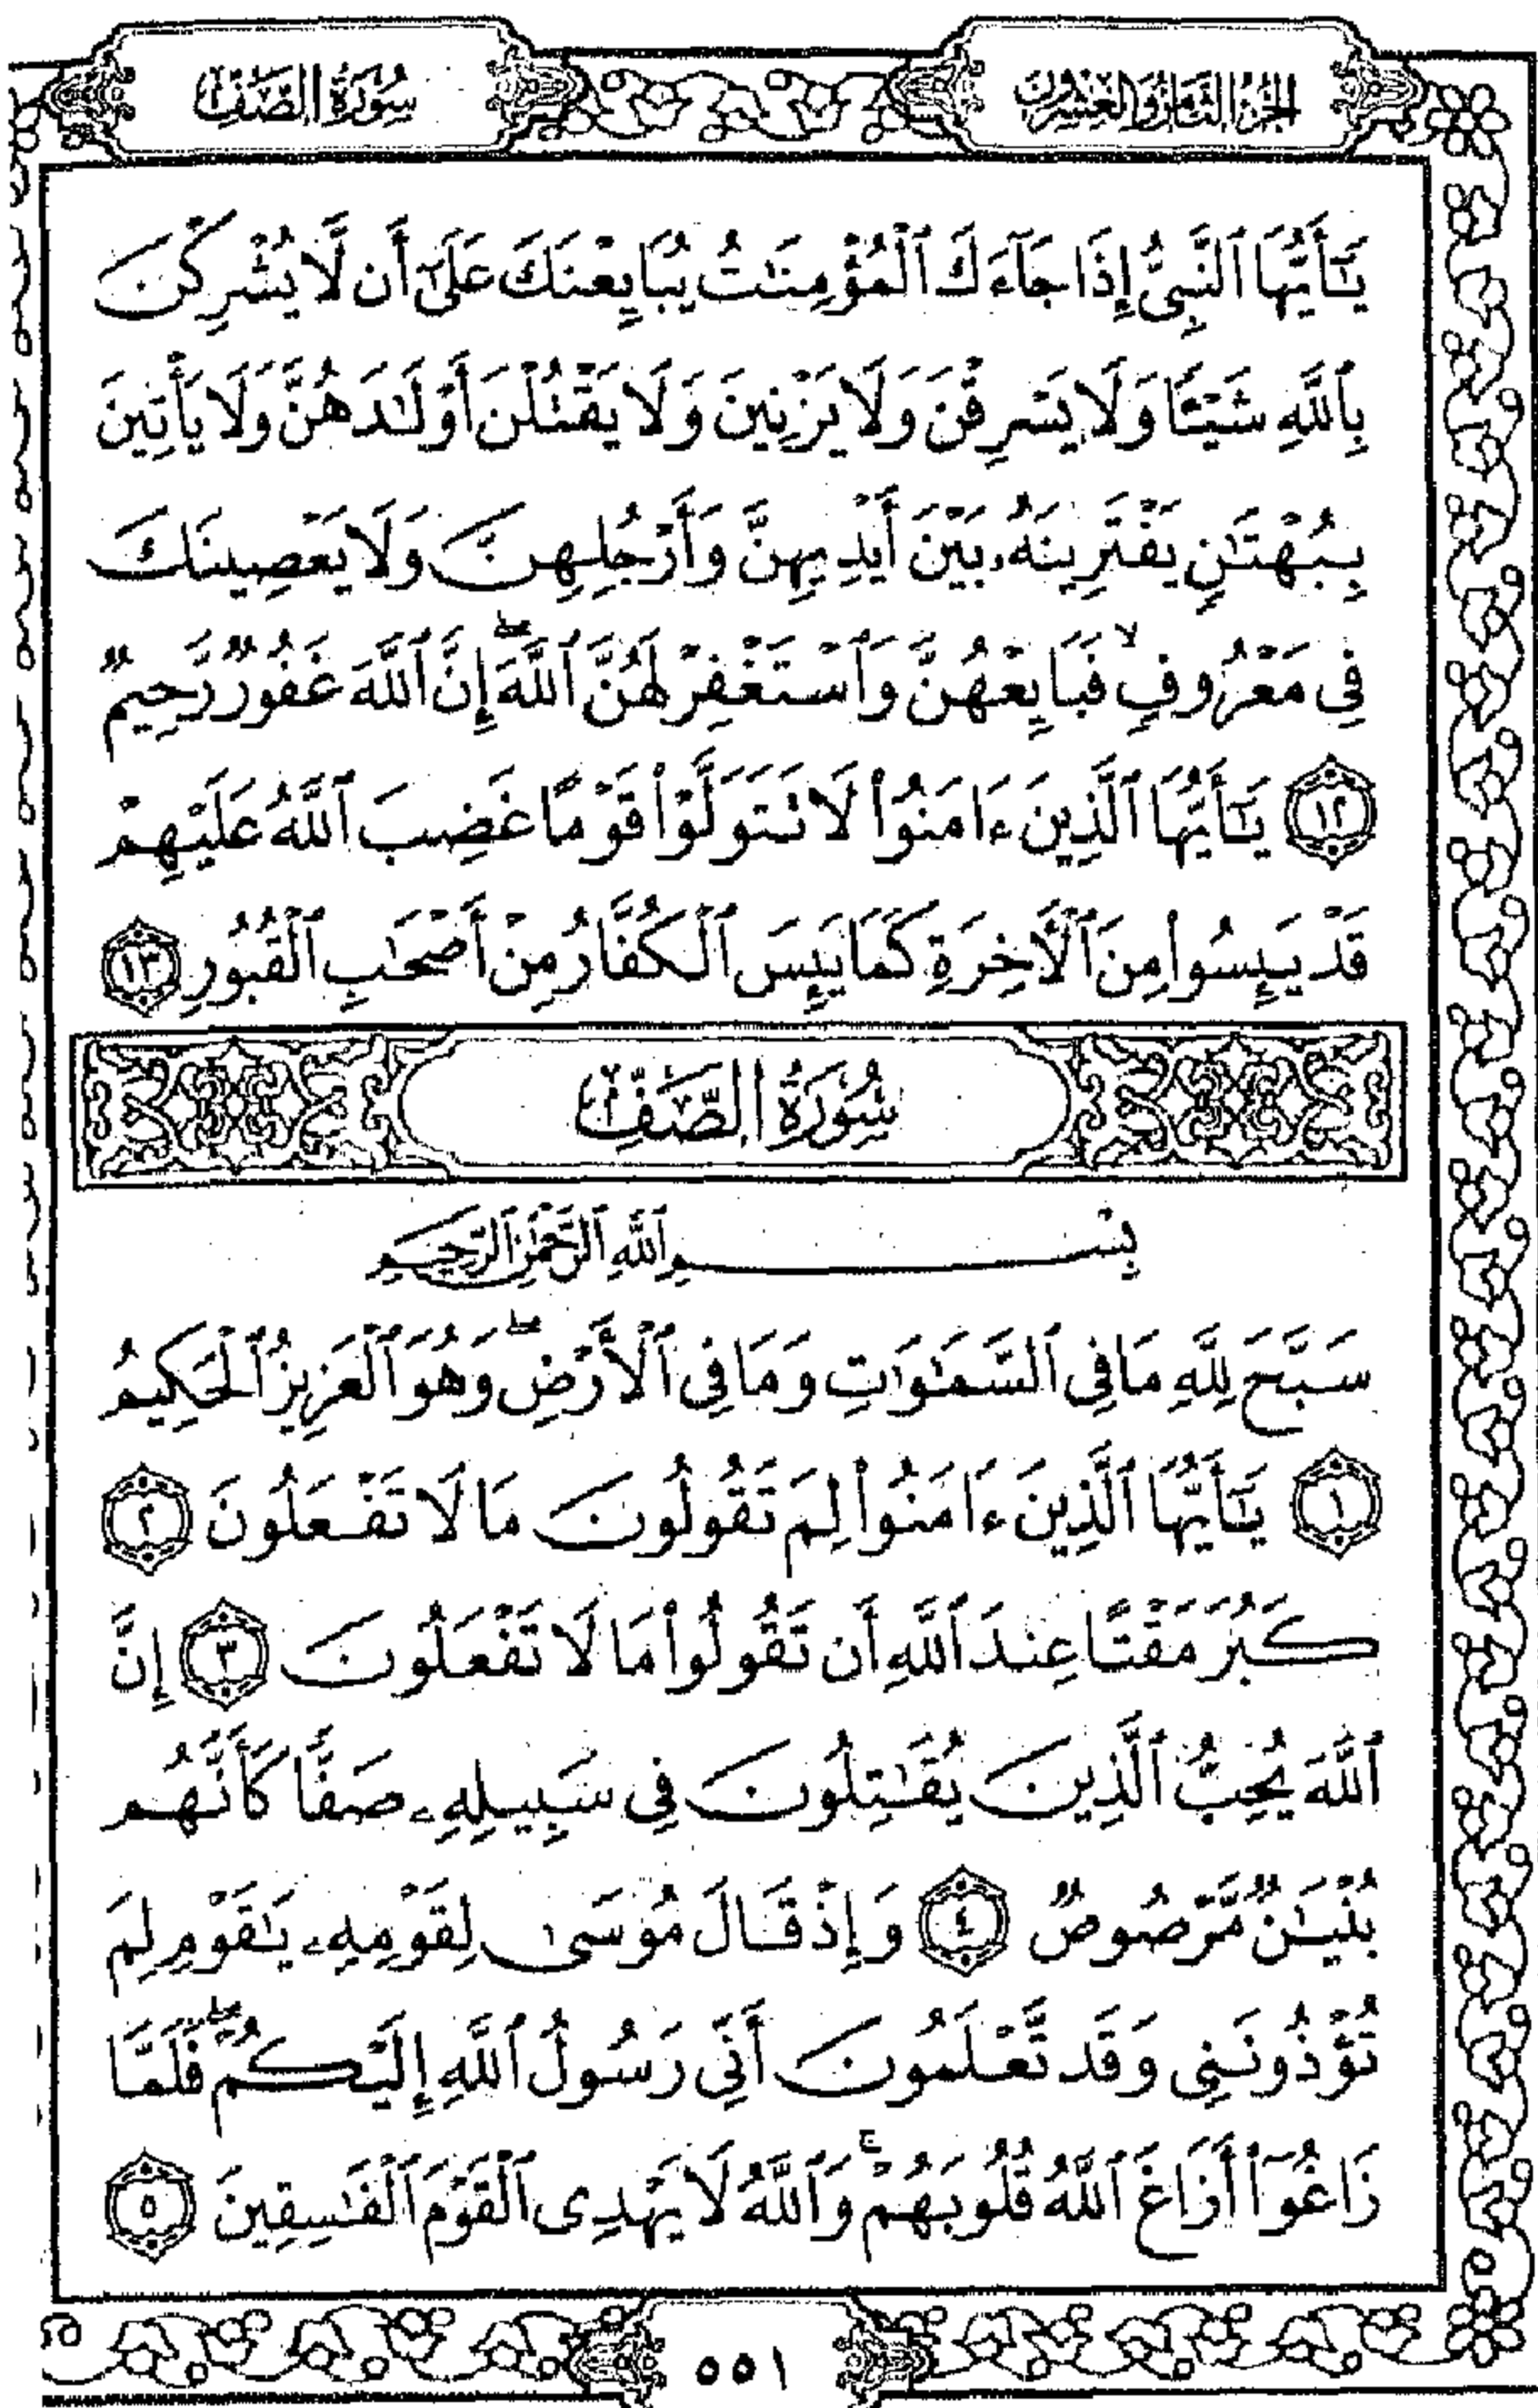 الجزء الثامن والعشرون
سُورَةُ الصَّفِّ
يَٰٓأَيُّهَا ٱلنَّبِىُّ إِذَا جَآءَكَ ٱلْمُؤْمِنَٰتُ يُبَايِعْنَكَ عَلَىٰٓ أَن لَّا يُشْرِكْنَ
بِٱللَّهِ شَيْـًٔا وَلَا يَسْرِقْنَ وَلَا يَزْنِينَ وَلَا يَقْتُلْنَ أَوْلَٰدَهُنَّ وَلَا يَأْتِينَ
بِبُهْتَٰنٍ يَفْتَرِينَهُۥ بَيْنَ أَيْدِيهِنَّ وَأَرْجُلِهِنَّ وَلَا يَعْصِينَكَ
فِى مَعْرُوفٍ ۙ فَبَايِعْهُنَّ وَٱسْتَغْفِرْ لَهُنَّ ٱللَّهَ ۖ إِنَّ ٱللَّهَ غَفُورٌ رَّحِيمٌ
١٢ يَٰٓأَيُّهَا ٱلَّذِينَ ءَامَنُوا۟ لَا تَتَوَلَّوْا۟ قَوْمًا غَضِبَ ٱللَّهُ عَلَيْهِمْ
قَدْ يَئِسُوا۟ مِنَ ٱلْـَٔاخِرَةِ كَمَا يَئِسَ ٱلْكُفَّارُ مِنْ أَصْحَٰبِ ٱلْقُبُورِ ١٣
سُورَةُ الصَّفِّ
بِسْمِ ٱللَّهِ ٱلرَّحْمَٰنِ ٱلرَّحِيمِ
سَبَّحَ لِلَّهِ مَا فِى ٱلسَّمَٰوَٰتِ وَمَا فِى ٱلْأَرْضِ ۖ وَهُوَ ٱلْعَزِيزُ ٱلْحَكِيمُ
١ يَٰٓأَيُّهَا ٱلَّذِينَ ءَامَنُوا۟ لِمَ تَقُولُونَ مَا لَا تَفْعَلُونَ ٢
كَبُرَ مَقْتًا عِندَ ٱللَّهِ أَن تَقُولُوا۟ مَا لَا تَفْعَلُونَ ٣ إِنَّ
ٱللَّهَ يُحِبُّ ٱلَّذِينَ يُقَٰتِلُونَ فِى سَبِيلِهِۦ صَفًّا كَأَنَّهُم
بُنْيَٰنٌ مَّرْصُوصٌ ٤ وَإِذْ قَالَ مُوسَىٰ لِقَوْمِهِۦ يَٰقَوْمِ لِمَ
تُؤْذُونَنِى وَقَد تَّعْلَمُونَ أَنِّى رَسُولُ ٱللَّهِ إِلَيْكُمْ ۖ فَلَمَّا
زَاغُوٓا۟ أَزَاغَ ٱللَّهُ قُلُوبَهُمْ ۚ وَٱللَّهُ لَا يَهْدِى ٱلْقَوْمَ ٱلْفَٰسِقِينَ ٥
٥٥١